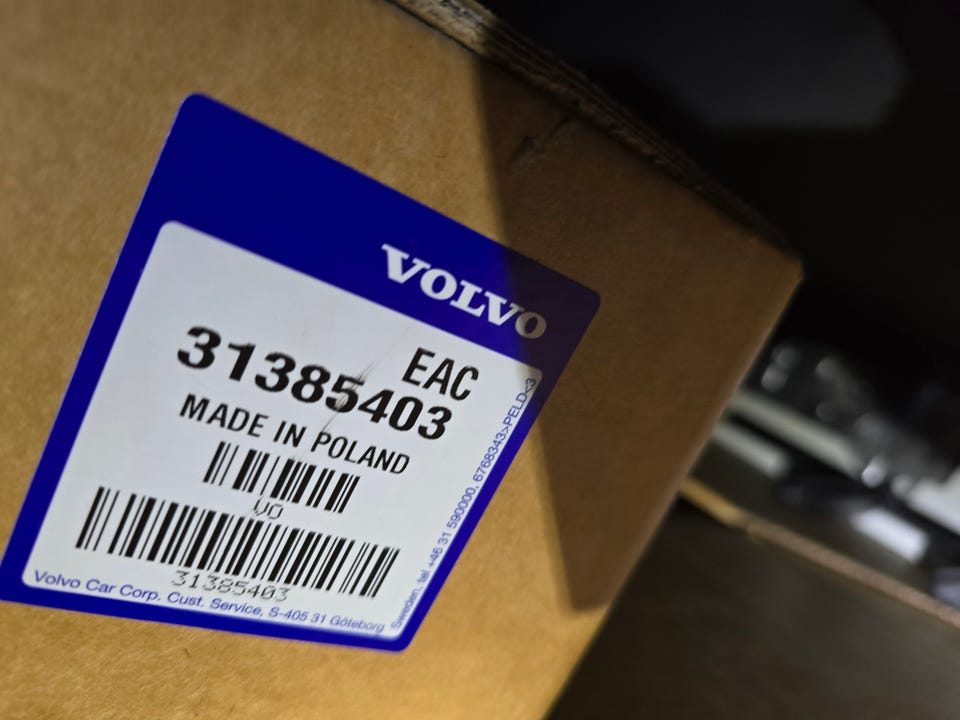 VOLVO
EAC
31385403
MADE IN POLAND
VO
31385403
Volvo Car Corp. Cust. Service, S-405 31 Göteborg
Sweden, tel +46 31 590000, 6768343>PELD<3